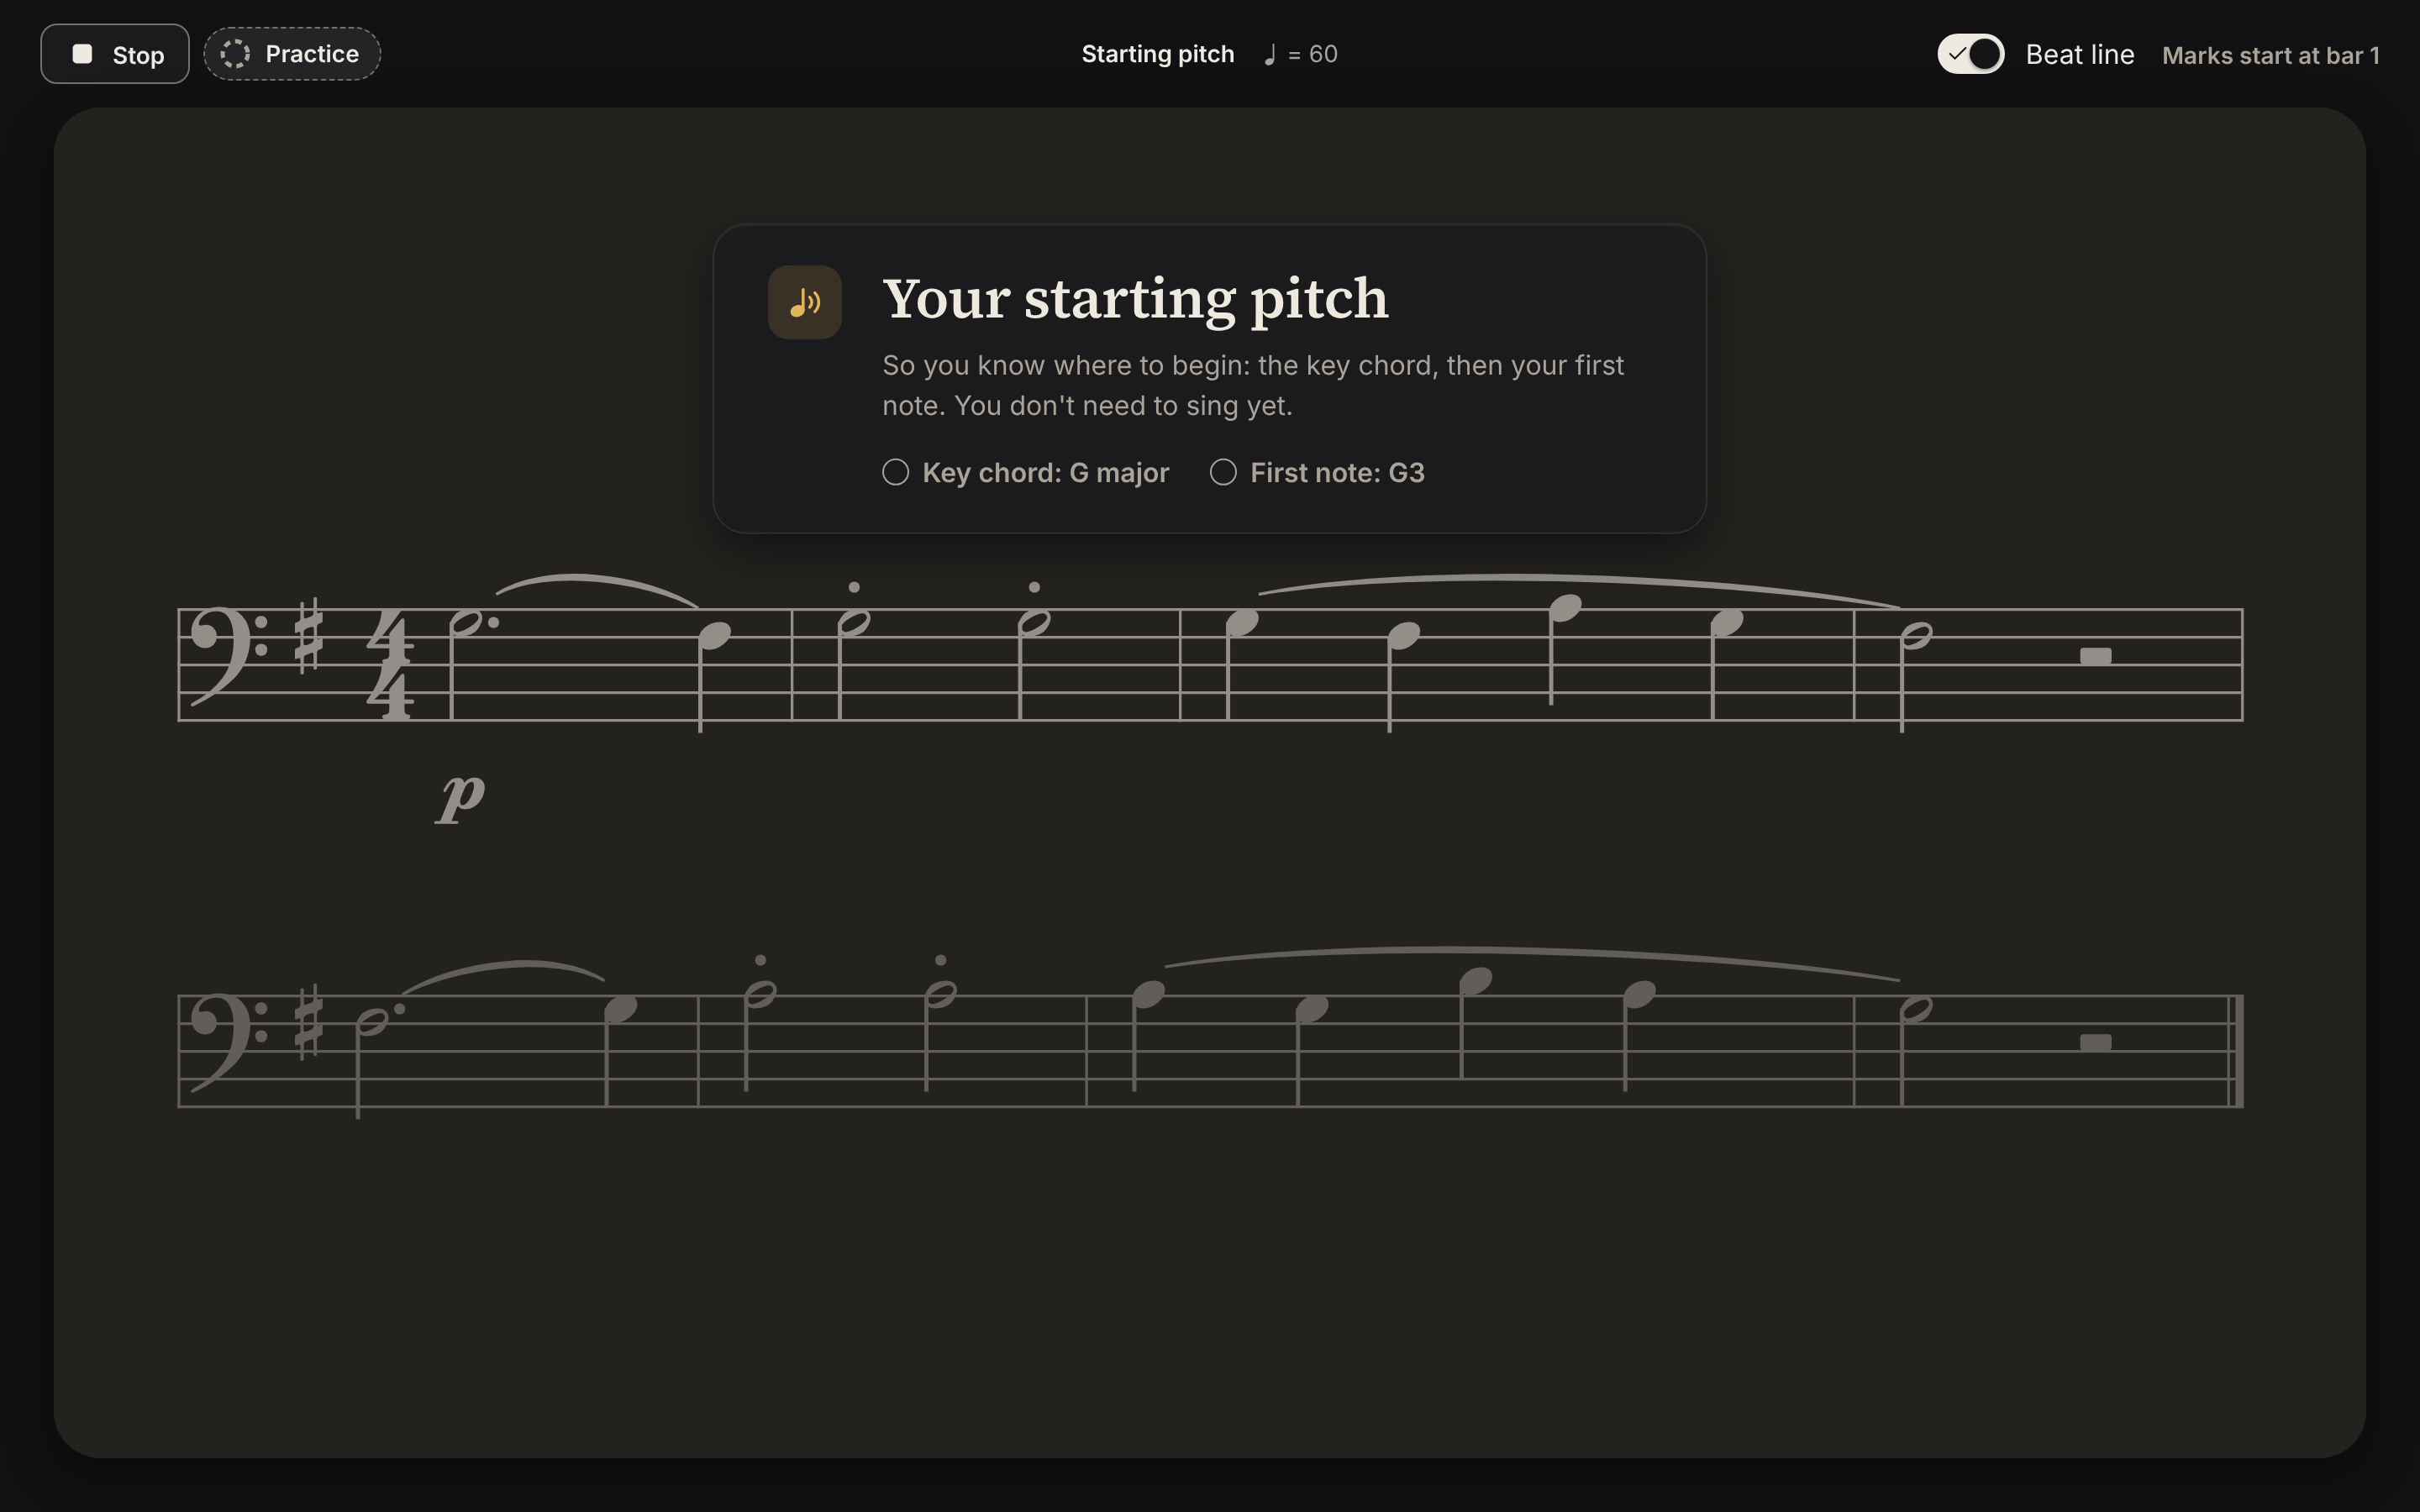 Stop
Practice
Starting pitch
= 60
Beat line
Marks start at bar 1
Your starting pitch
So you know where to begin: the key chord, then your first
note. You don't need to sing yet.
Key chord: G major
First note: G3
4
4
p